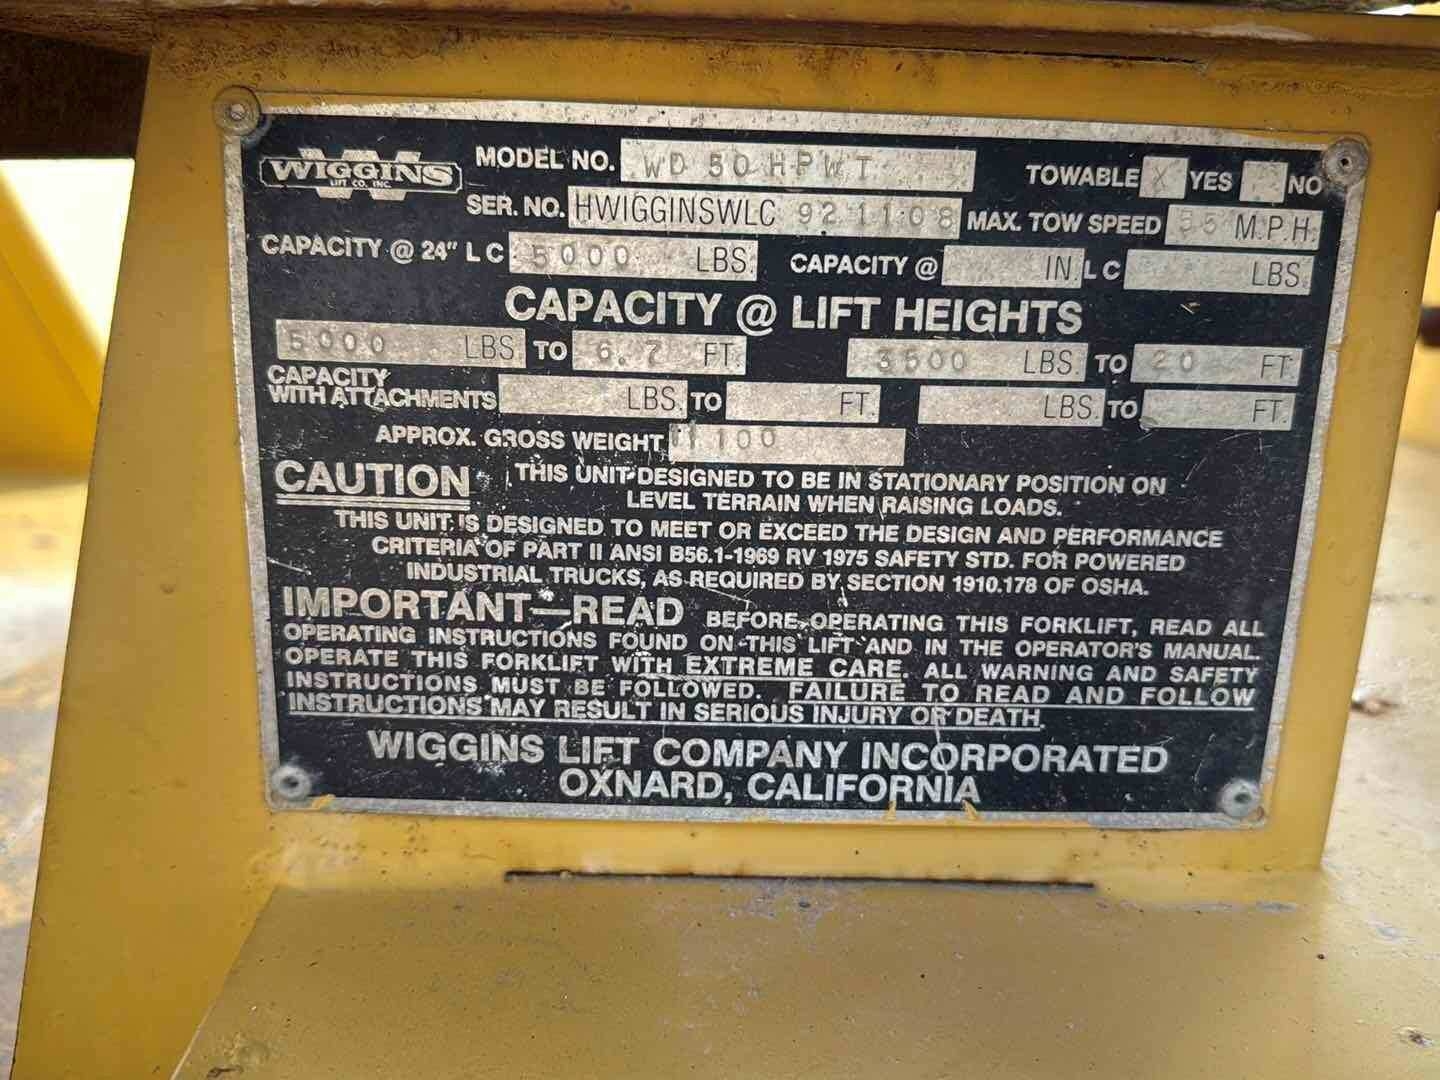 WIGGINS
LIFT CO. INC.
MODEL NO. WD 50 HPWT TOWABLE X YES NO
SER. NO. HWIGGINSWLC 921108 MAX. TOW SPEED 35 M.P.H.
CAPACITY @ 24" L C 5000 LBS. CAPACITY @ IN. L C LBS.
CAPACITY @ LIFT HEIGHTS
5000 LBS TO 6.7 FT. 3500 LBS. TO 20 FT.
CAPACITY WITH ATTACHMENTS LBS. TO FT. LBS. TO FT.
APPROX. GROSS WEIGHT 11100
CAUTION THIS UNIT DESIGNED TO BE IN STATIONARY POSITION ON
LEVEL TERRAIN WHEN RAISING LOADS.
THIS UNIT IS DESIGNED TO MEET OR EXCEED THE DESIGN AND PERFORMANCE
CRITERIA OF PART II ANSI B56.1-1969 RV 1975 SAFETY STD. FOR POWERED
INDUSTRIAL TRUCKS, AS REQUIRED BY SECTION 1910.178 OF OSHA.
IMPORTANT—READ BEFORE OPERATING THIS FORKLIFT, READ ALL
OPERATING INSTRUCTIONS FOUND ON THIS LIFT AND IN THE OPERATOR'S MANUAL.
OPERATE THIS FORKLIFT WITH EXTREME CARE. ALL WARNING AND SAFETY
INSTRUCTIONS MUST BE FOLLOWED. FAILURE TO READ AND FOLLOW
INSTRUCTIONS MAY RESULT IN SERIOUS INJURY OR DEATH.
WIGGINS LIFT COMPANY INCORPORATED
OXNARD, CALIFORNIA